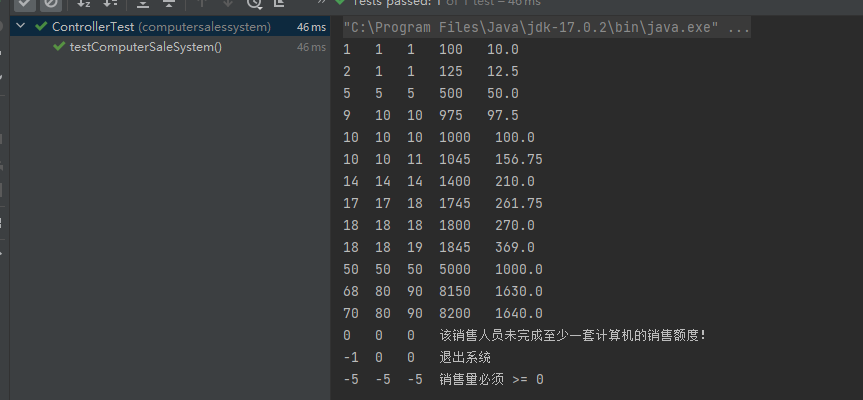 Tests passed: 1 of 1 test – 46 ms
ControllerTest (computersalessystem) 46 ms
testComputerSaleSystem() 46 ms
"C:\Program Files\Java\jdk-17.0.2\bin\java.exe" ...
1 1 1 100 10.0
2 1 1 125 12.5
5 5 5 500 50.0
9 10 10 975 97.5
10 10 10 1000 100.0
10 10 11 1045 156.75
14 14 14 1400 210.0
17 17 18 1745 261.75
18 18 18 1800 270.0
18 18 19 1845 369.0
50 50 50 5000 1000.0
68 80 90 8150 1630.0
70 80 90 8200 1640.0
0 0 0 该销售人员未完成至少一套计算机的销售额度!
-1 0 0 退出系统
-5 -5 -5 销售量必须 >= 0